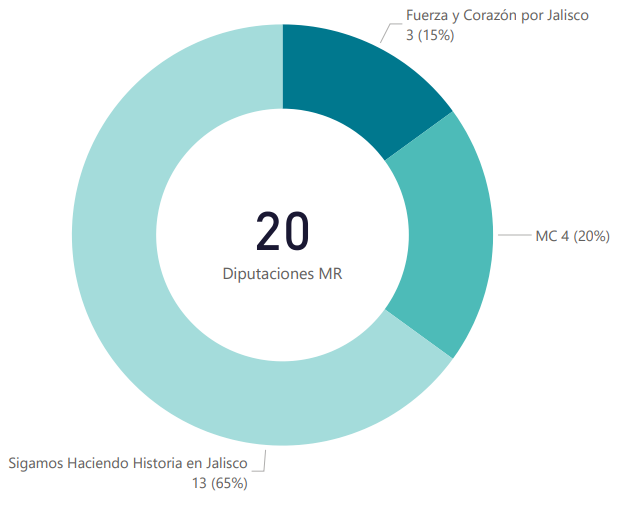 Fuerza y Corazón por Jalisco
3 (15%)
20
Diputaciones MR
MC 4 (20%)
Sigamos Haciendo Historia en Jalisco
13 (65%)